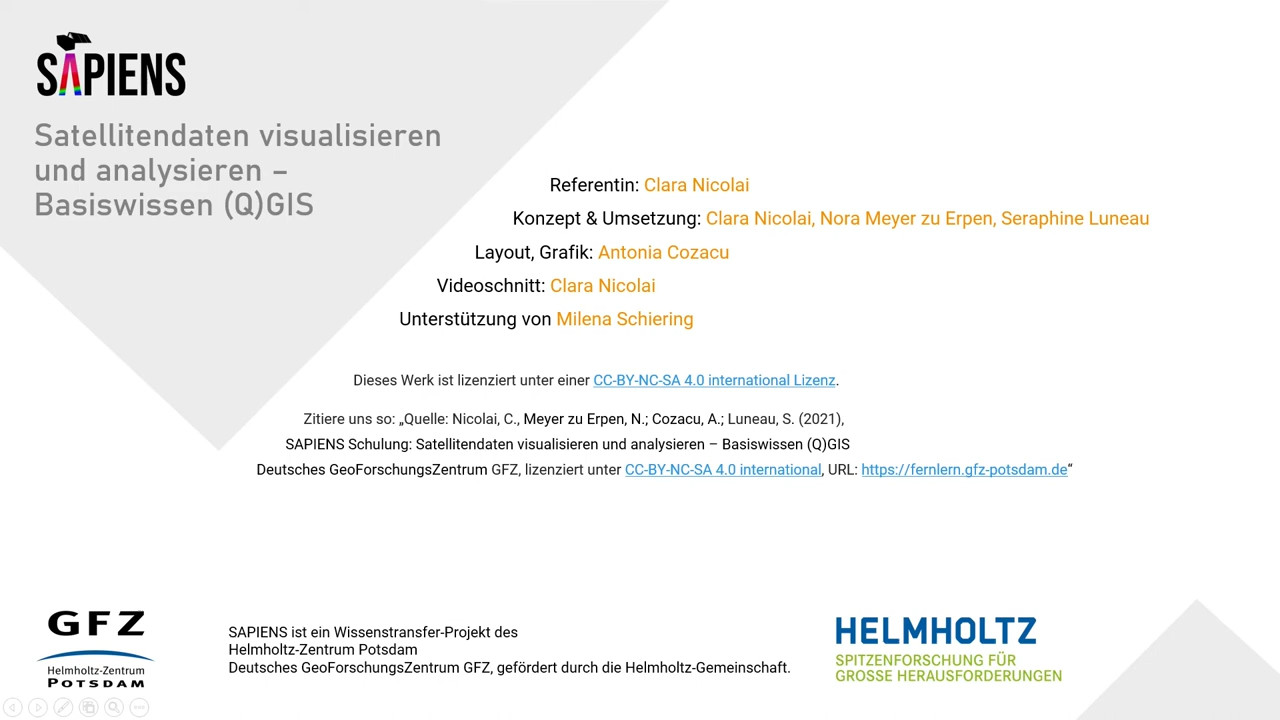 SAPIENS
Satellitendaten visualisieren
und analysieren –
Basiswissen (Q)GIS
Referentin: Clara Nicolai
Konzept & Umsetzung: Clara Nicolai, Nora Meyer zu Erpen, Seraphine Luneau
Layout, Grafik: Antonia Cozacu
Videoschnitt: Clara Nicolai
Unterstützung von Milena Schiering
Dieses Werk ist lizenziert unter einer CC-BY-NC-SA 4.0 international Lizenz.
Zitiere uns so: „Quelle: Nicolai, C., Meyer zu Erpen, N.; Cozacu, A.; Luneau, S. (2021),
SAPIENS Schulung: Satellitendaten visualisieren und analysieren – Basiswissen (Q)GIS
Deutsches GeoForschungsZentrum GFZ, lizenziert unter CC-BY-NC-SA 4.0 international, URL: https://fernlern.gfz-potsdam.de“
GFZ
Helmholtz-Zentrum
POTSDAM
SAPIENS ist ein Wissenstransfer-Projekt des
Helmholtz-Zentrum Potsdam
Deutsches GeoForschungsZentrum GFZ, gefördert durch die Helmholtz-Gemeinschaft.
HELMHOLTZ
SPITZENFORSCHUNG FÜR
GROSSE HERAUSFORDERUNGEN